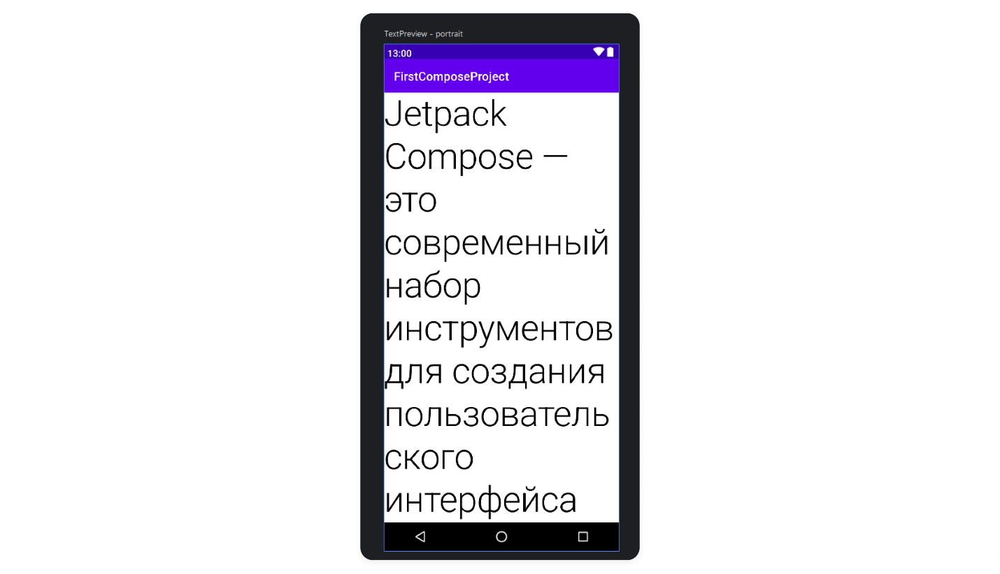 TextPreview - portrait
13:00
FirstComposeProject
Jetpack
Compose —
это
современный
набор
инструментов
для создания
пользователь
ского
интерфейса